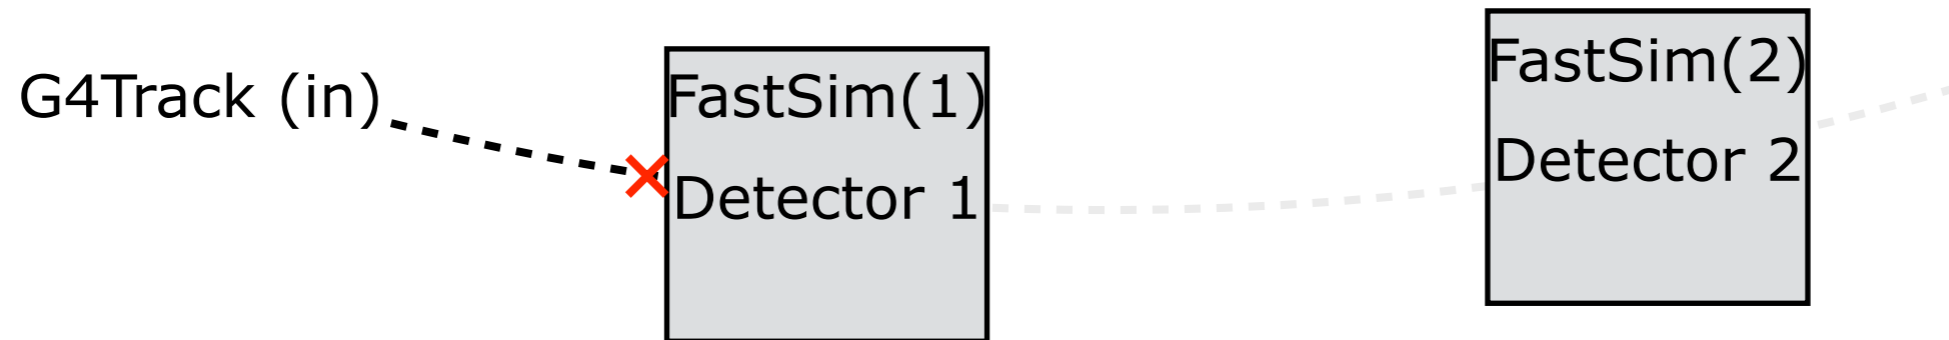 G4Track (in)
FastSim(1)
Detector 1
FastSim(2)
Detector 2